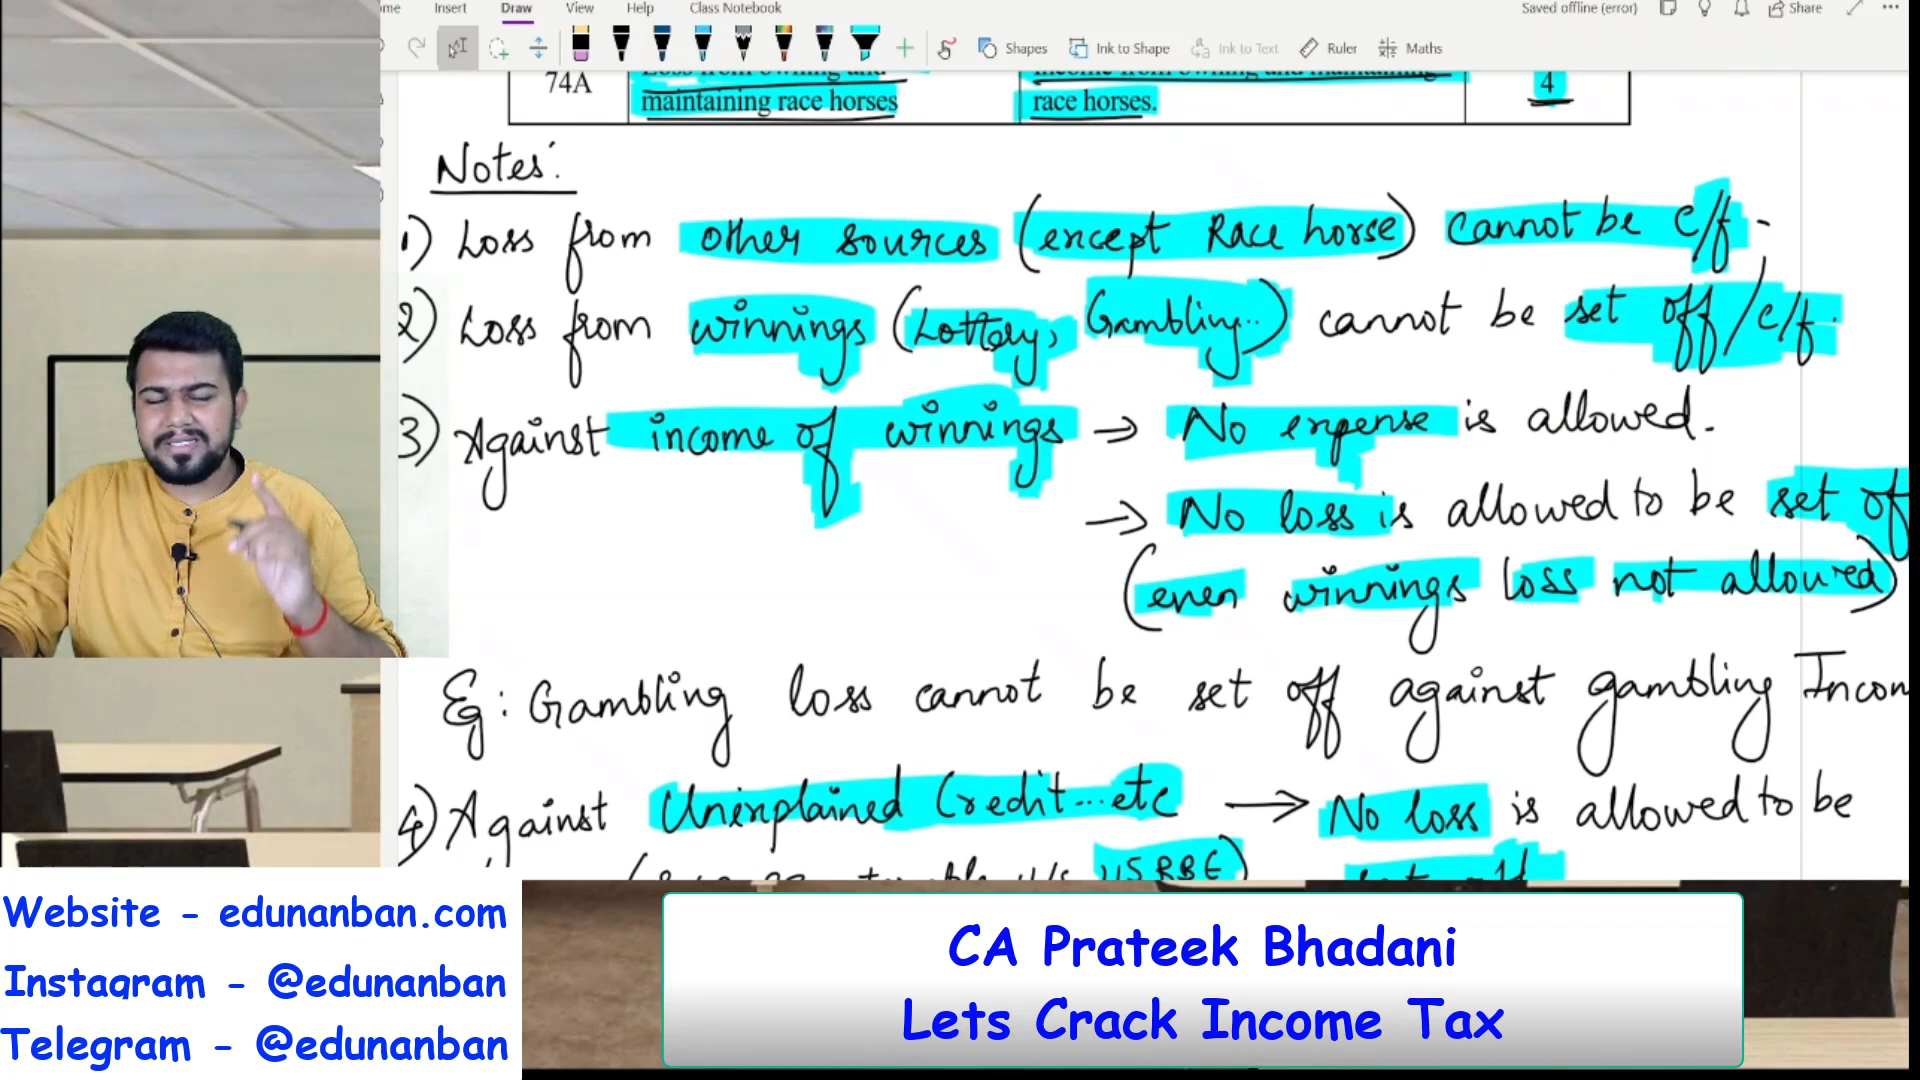 Insert Draw View Help Class Notebook Saved offline (error) Share
Shapes Ink to Shape Ink to Text Ruler Maths
74A
maintaining race horses race horses. 4
Notes:
1) Loss from other sources (except Race horse) cannot be c/f;
2) Loss from winnings (Lottery, Gambling..) cannot be set off/c/f.
3) Against income of winnings → No expense is allowed.
→ No loss is allowed to be set of
(even winnings loss not allowed)
Eg: Gambling loss cannot be set off against gambling Incom
4) Against Unexplained Credit...etc → No loss is allowed to be
115BBE)
Website - edunanban.com
Instagram - @edunanban
Telegram - @edunanban
CA Prateek Bhadani
Lets Crack Income Tax